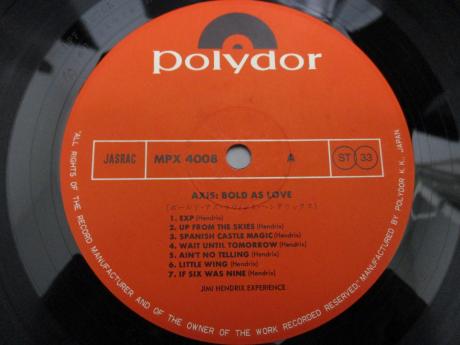 polydor
JASRAC
MPX 4008
A
ST 33
AXIS: BOLD AS LOVE
1. EXP (Hendrix)
2. UP FROM THE SKIES (Hendrix)
3. SPANISH CASTLE MAGIC (Hendrix)
4. WAIT UNTIL TOMORROW (Hendrix)
5. AIN'T NO TELLING (Hendrix)
6. LITTLE WING (Hendrix)
7. IF SIX WAS NINE (Hendrix)
JIMI HENDRIX EXPERIENCE
"ALL RIGHTS OF THE RECORD MANUFACTURER AND OF THE OWNER OF THE WORK RECORDED RESERVED." MANUFACTURED BY POLYDOR K.K., JAPAN